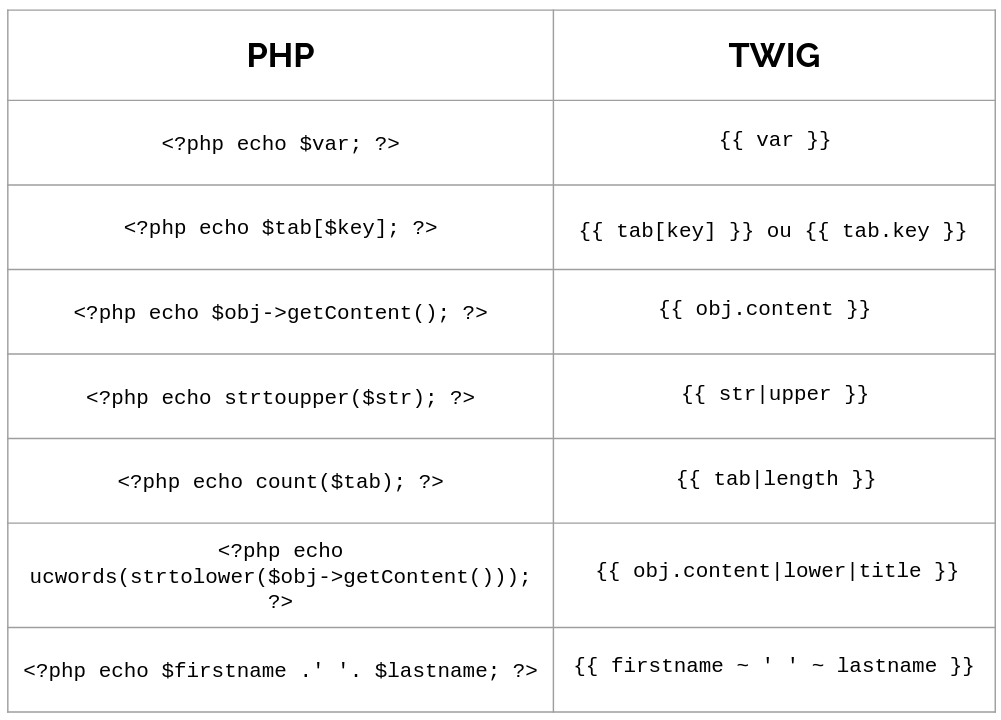 PHP
TWIG
<?php echo $var; ?>
{{ var }}
<?php echo $tab[$key]; ?>
{{ tab[key] }} ou {{ tab.key }}
<?php echo $obj->getContent(); ?>
{{ obj.content }}
<?php echo strtoupper($str); ?>
{{ str|upper }}
<?php echo count($tab); ?>
{{ tab|length }}
<?php echo
ucwords(strtolower($obj->getContent()));
?>
{{ obj.content|lower|title }}
<?php echo $firstname .' '. $lastname; ?>
{{ firstname ~ ' ' ~ lastname }}